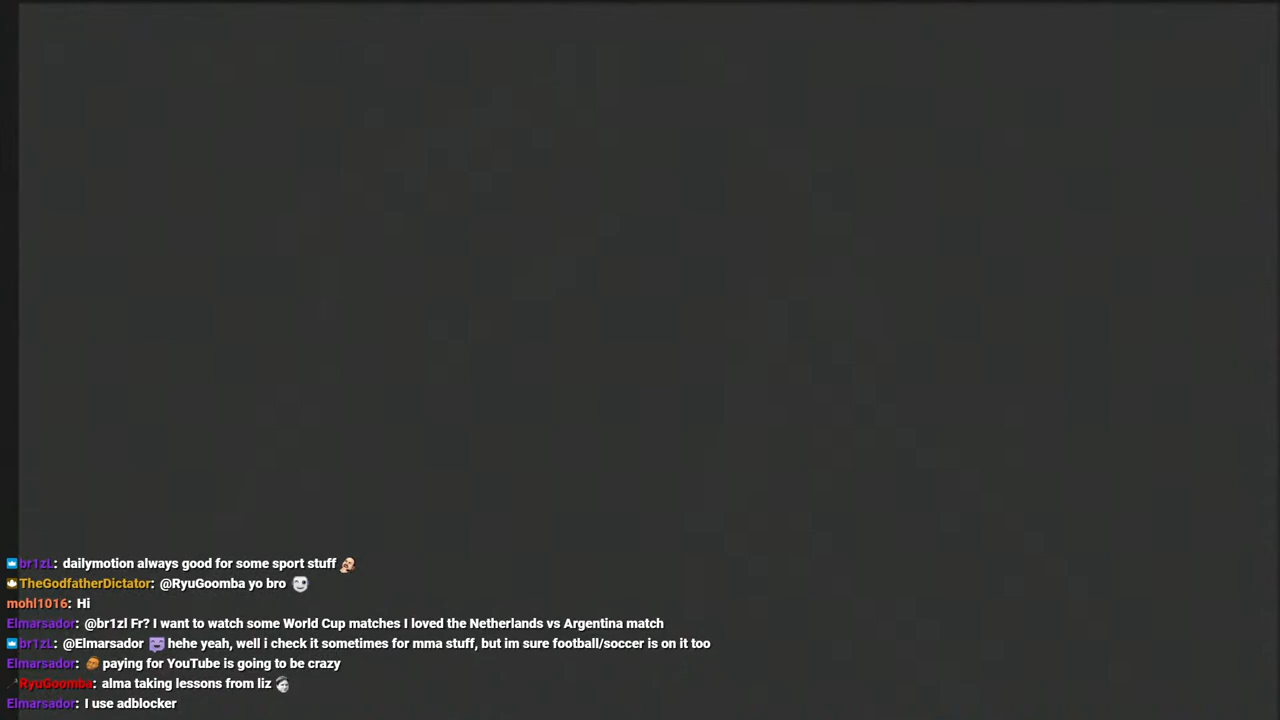 br1zL: dailymotion always good for some sport stuff
TheGodfatherDictator: @RyuGoomba yo bro
mohl1016: Hi
Elmarsador: @br1zl Fr? I want to watch some World Cup matches I loved the Netherlands vs Argentina match
br1zL: @Elmarsador hehe yeah, well i check it sometimes for mma stuff, but im sure football/soccer is on it too
Elmarsador: paying for YouTube is going to be crazy
RyuGoomba: alma taking lessons from liz
Elmarsador: I use adblocker